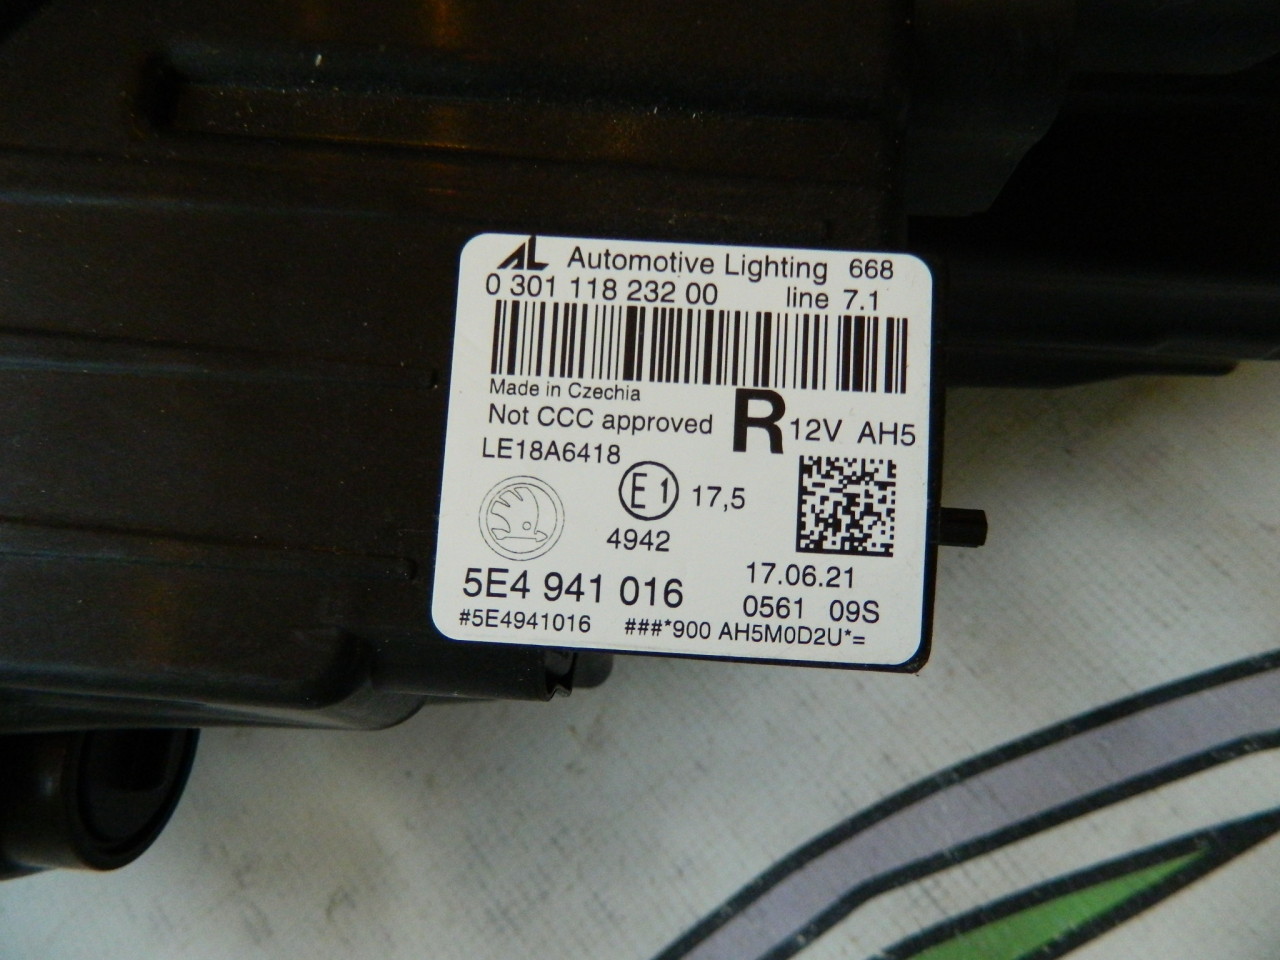 AL Automotive Lighting 668
0 301 118 232 00 line 7.1
Made in Czechia
Not CCC approved R 12V AH5
LE18A6418
E1 17,5
4942
17.06.21
5E4 941 016
0561 09S
#5E4941016 ###*900 AH5M0D2U*=